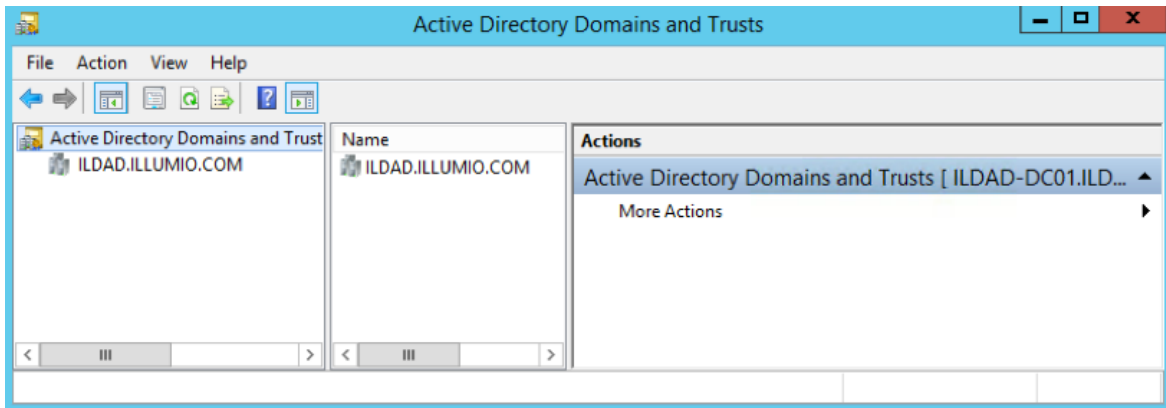 Active Directory Domains and Trusts
File Action View Help
Active Directory Domains and Trust
ILDAD.ILLUMIO.COM
Name
ILDAD.ILLUMIO.COM
Actions
Active Directory Domains and Trusts [ ILDAD-DC01.ILD...
More Actions